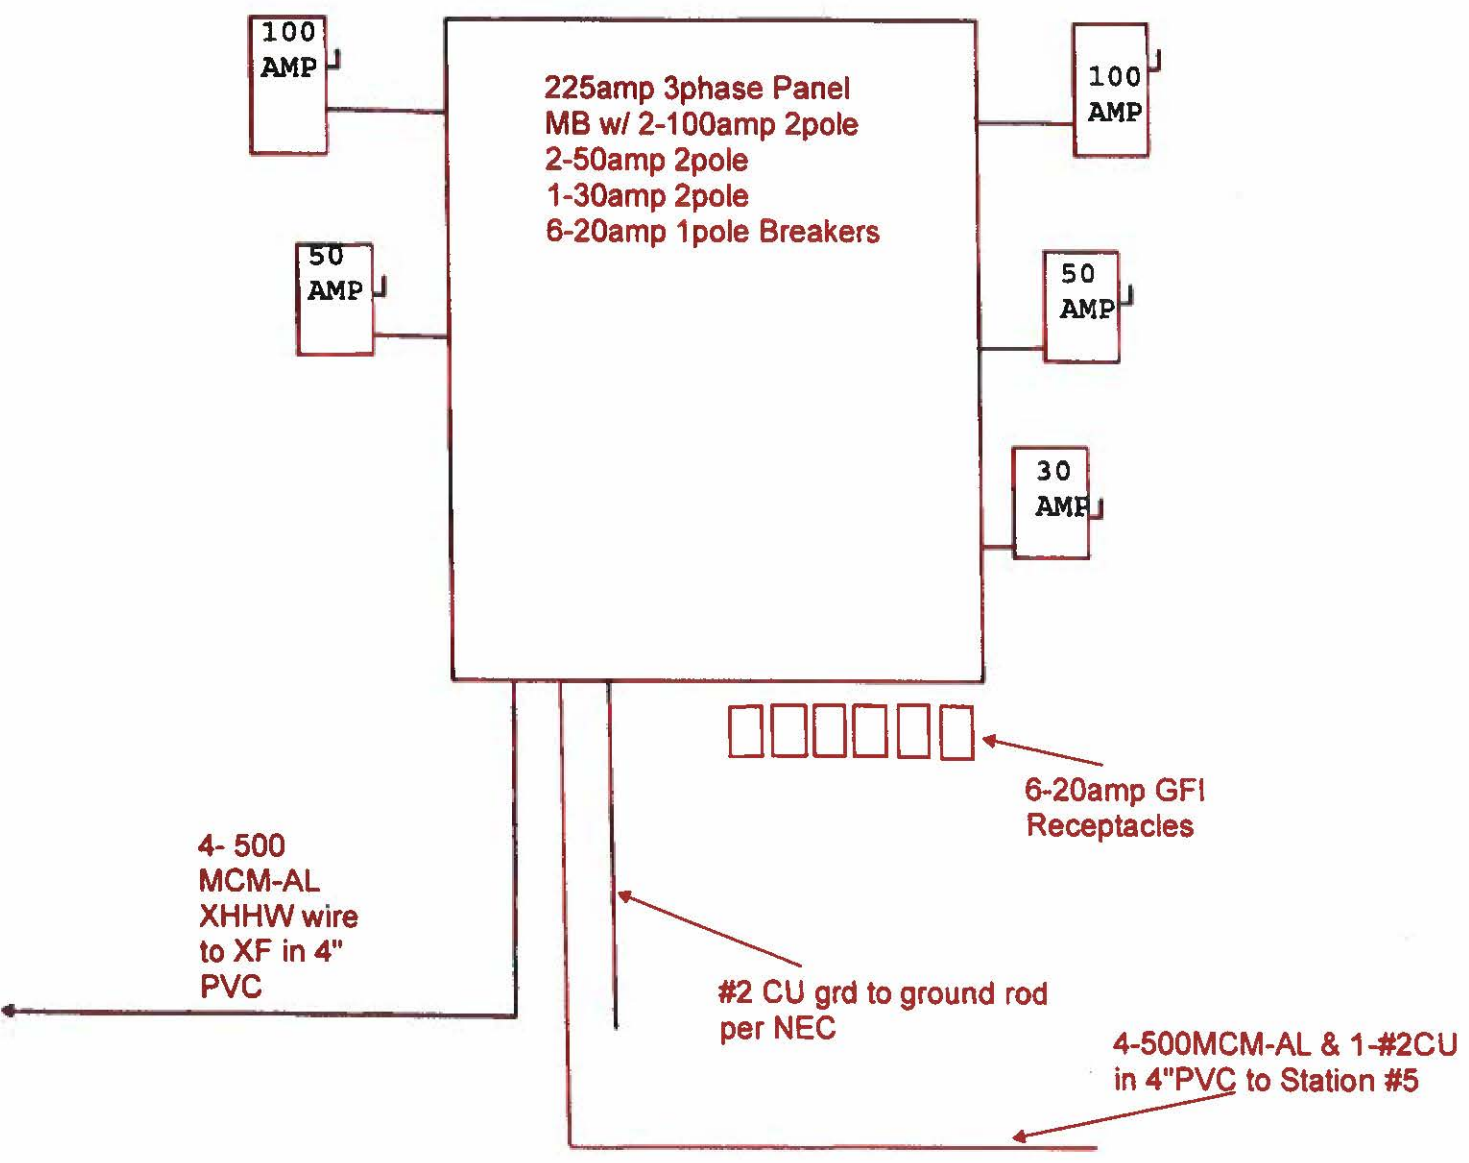 100
AMP
225amp 3phase Panel
MB w/ 2-100amp 2pole
2-50amp 2pole
1-30amp 2pole
6-20amp 1pole Breakers
100
AMP
50
AMP
50
AMP
30
AMP
6-20amp GFI
Receptacles
4- 500
MCM-AL
XHHW wire
to XF in 4"
PVC
#2 CU grd to ground rod
per NEC
4-500MCM-AL & 1-#2CU
in 4"PVC to Station #5